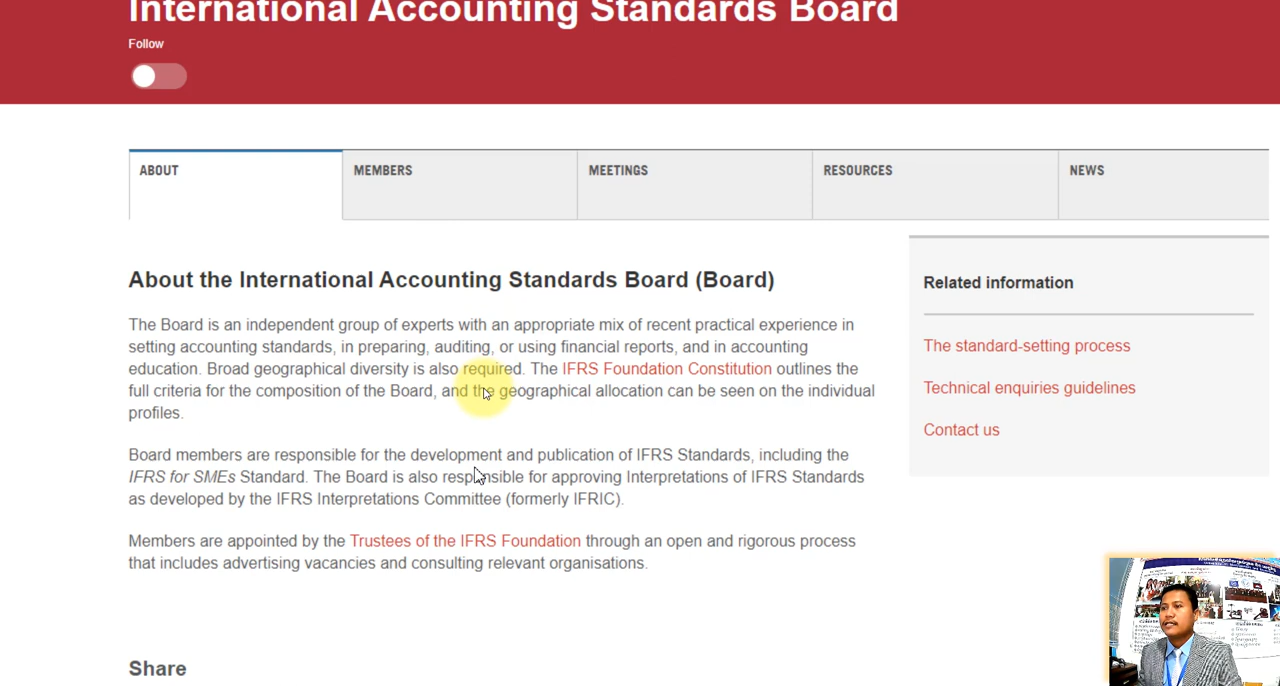 International Accounting Standards Board
Follow
ABOUT
MEMBERS
MEETINGS
RESOURCES
NEWS
About the International Accounting Standards Board (Board)
The Board is an independent group of experts with an appropriate mix of recent practical experience in
setting accounting standards, in preparing, auditing, or using financial reports, and in accounting
education. Broad geographical diversity is also required. The IFRS Foundation Constitution outlines the
full criteria for the composition of the Board, and the geographical allocation can be seen on the individual
profiles.
Board members are responsible for the development and publication of IFRS Standards, including the
IFRS for SMEs Standard. The Board is also responsible for approving Interpretations of IFRS Standards
as developed by the IFRS Interpretations Committee (formerly IFRIC).
Members are appointed by the Trustees of the IFRS Foundation through an open and rigorous process
that includes advertising vacancies and consulting relevant organisations.
Share
Related information
The standard-setting process
Technical enquiries guidelines
Contact us